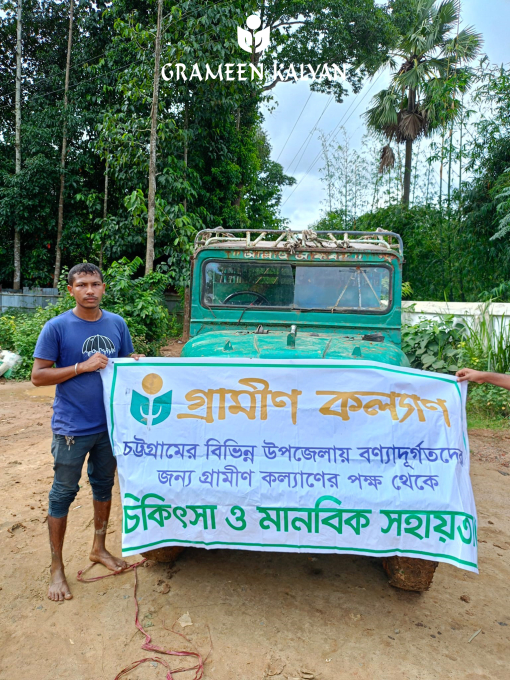 GRAMEEN KALYAN
গ্রামীণ কল্যাণ
চট্টগ্রামের বিভিন্ন উপজেলায় বণ্যাদূর্গতদের
জন্য গ্রামীণ কল্যাণের পক্ষ থেকে
চিকিৎসা ও মানবিক সহায়তা